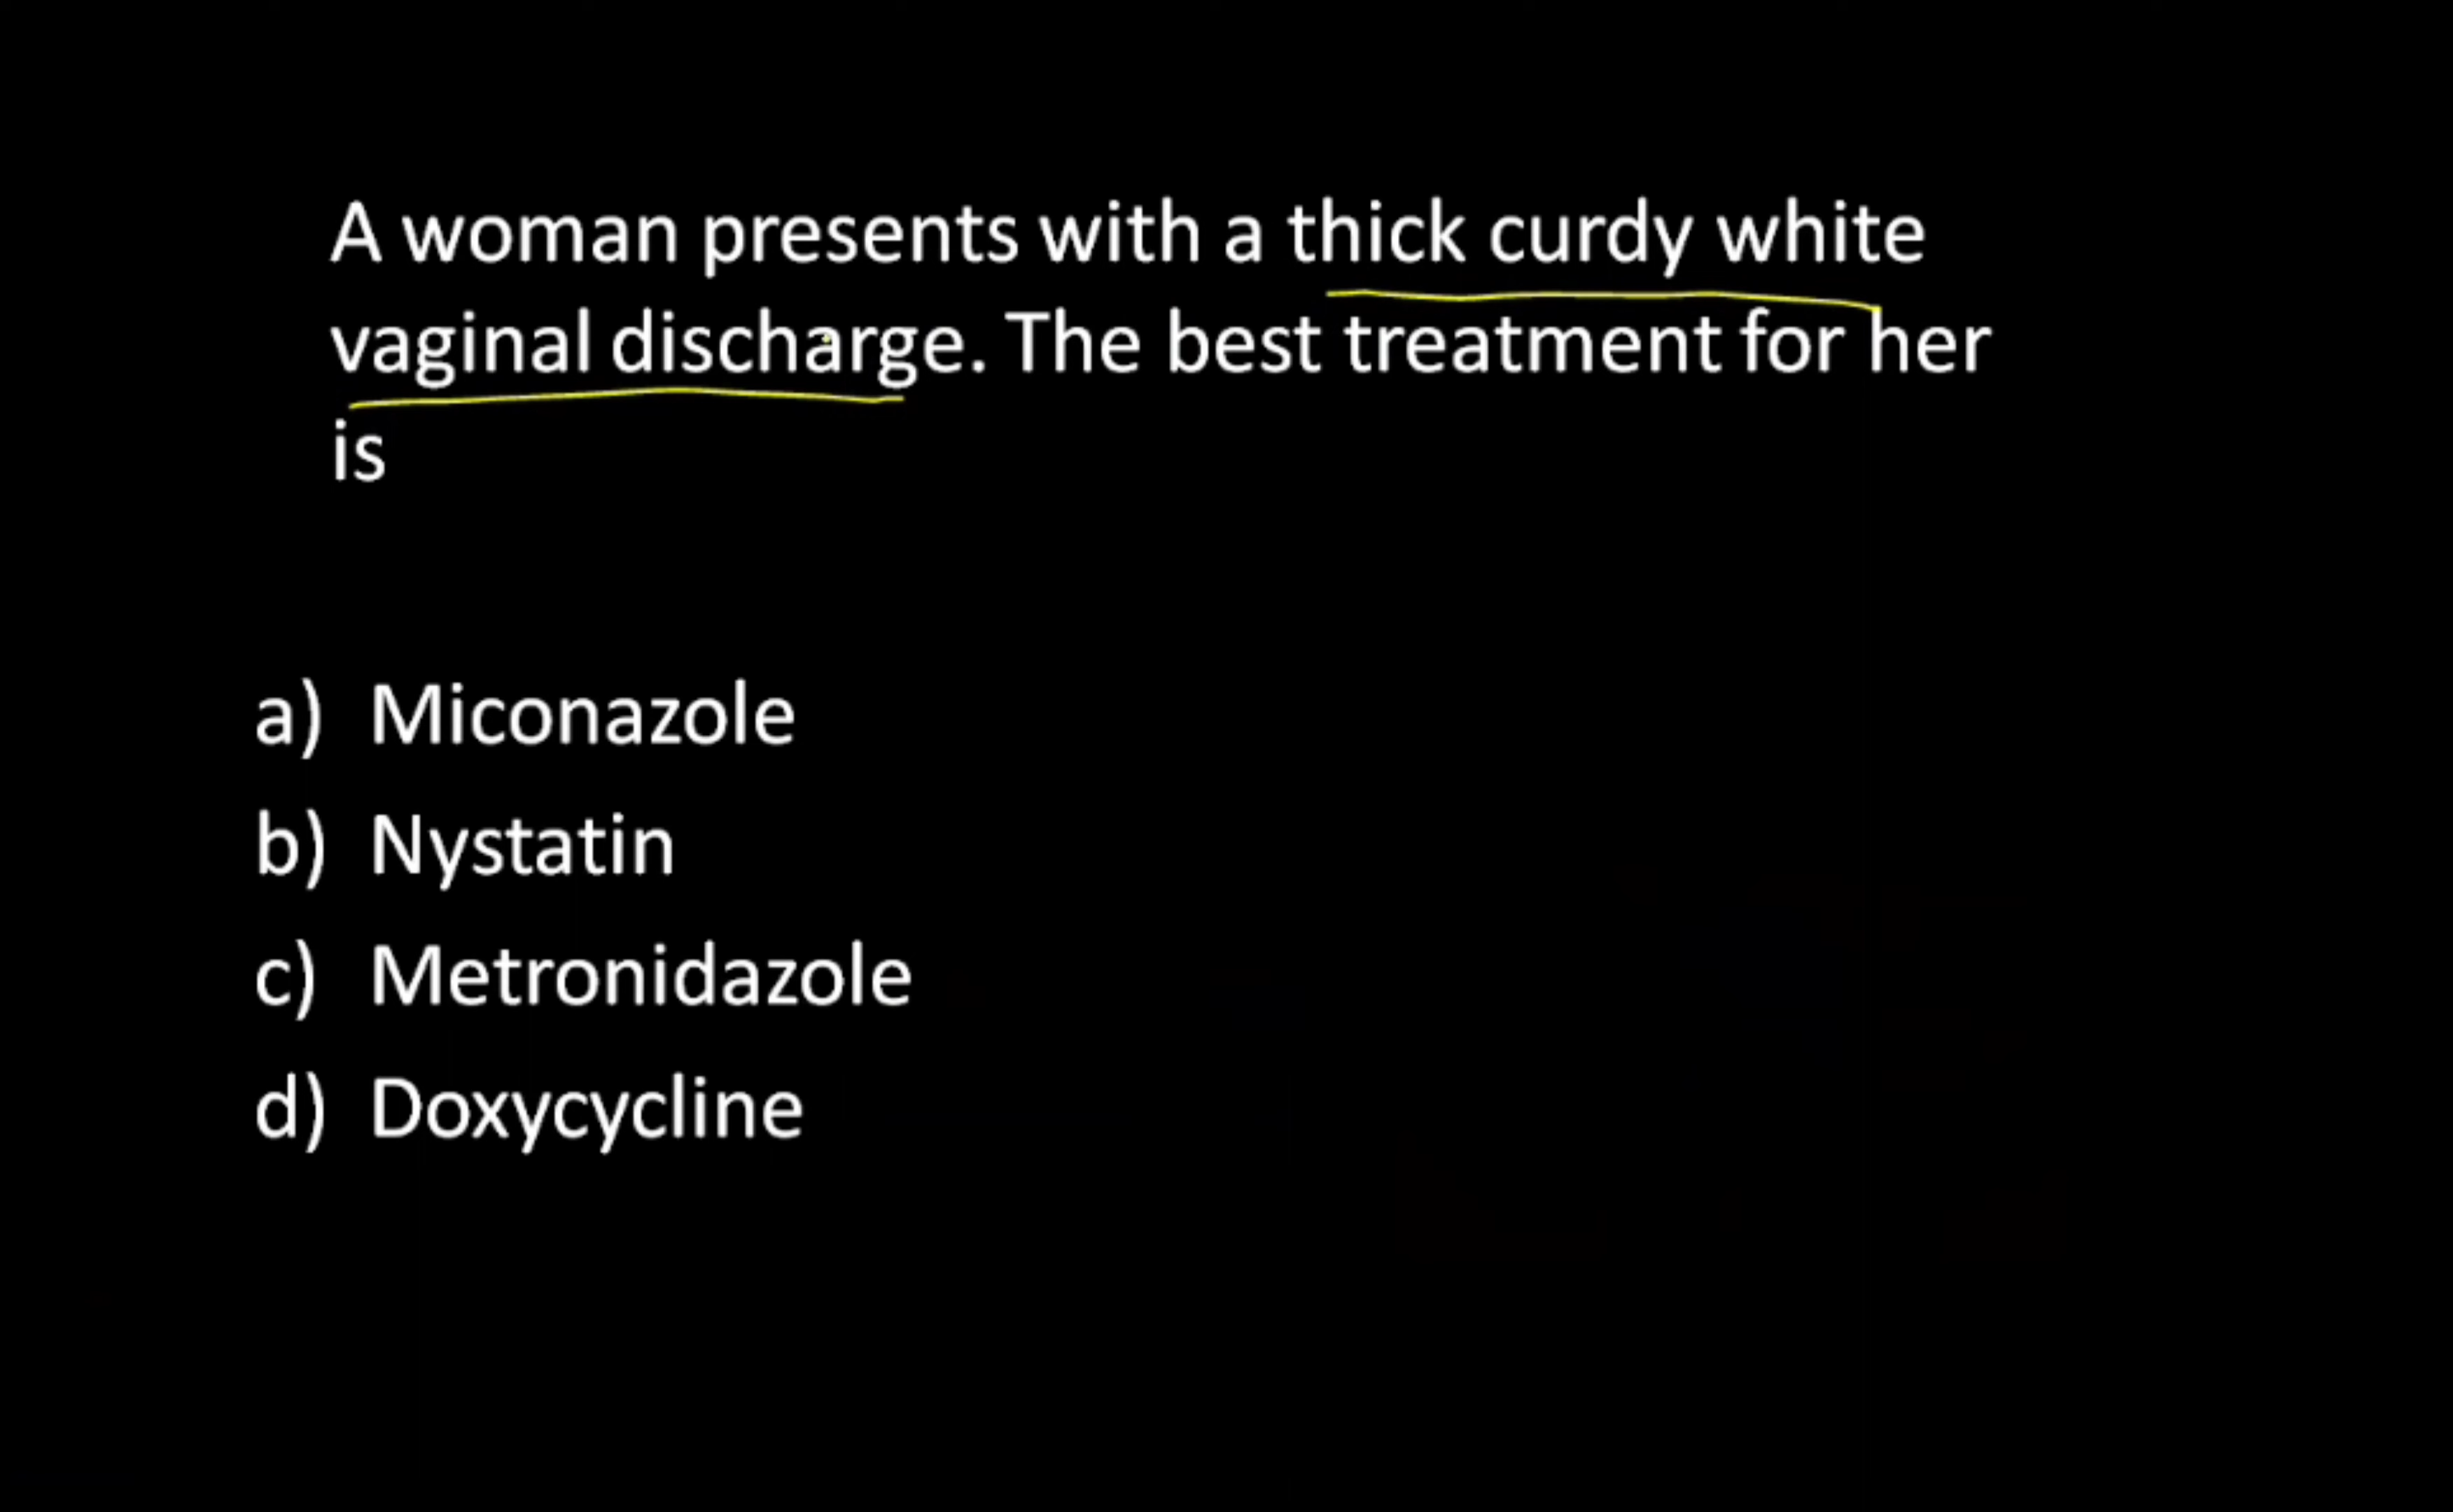 A woman presents with a thick curdy white
vaginal discharge. The best treatment for her
is
a) Miconazole
b) Nystatin
c) Metronidazole
d) Doxycycline